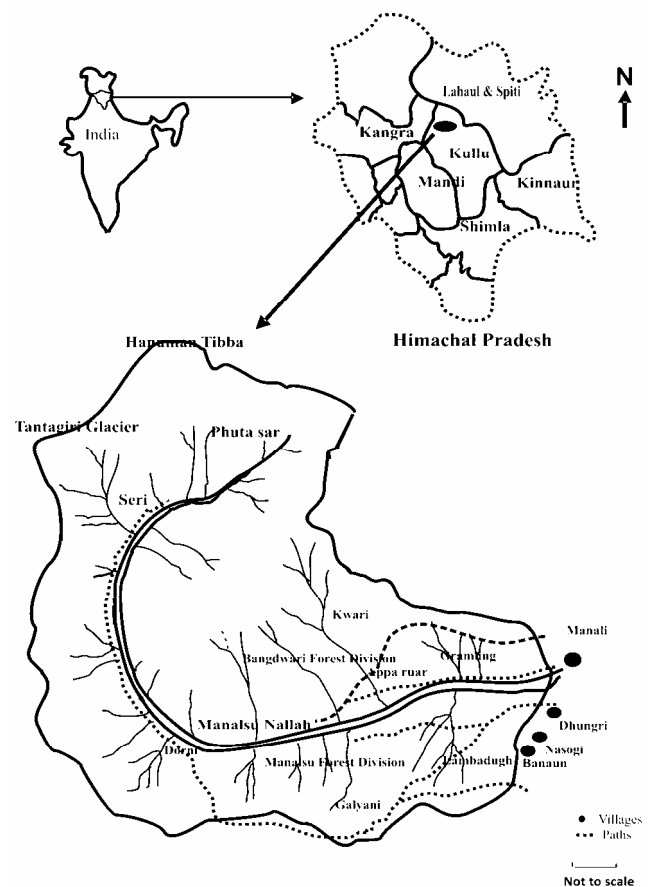 N
Lahaul & Spiti
India
Kangra
Kullu
Mandi
Kinnaur
Shimla
Himachal Pradesh
Hanuman Tibba
Tantagiri Glacier
Phuta sar
Seri
Kwari
Manali
Bangdwari Forest Division
Gramling
Manalsu Nallah
Dhungri
Dorni
Nasogi
Manalsu Forest Division
Lambadugh
Banaun
Galyani
Villages
Paths
Not to scale